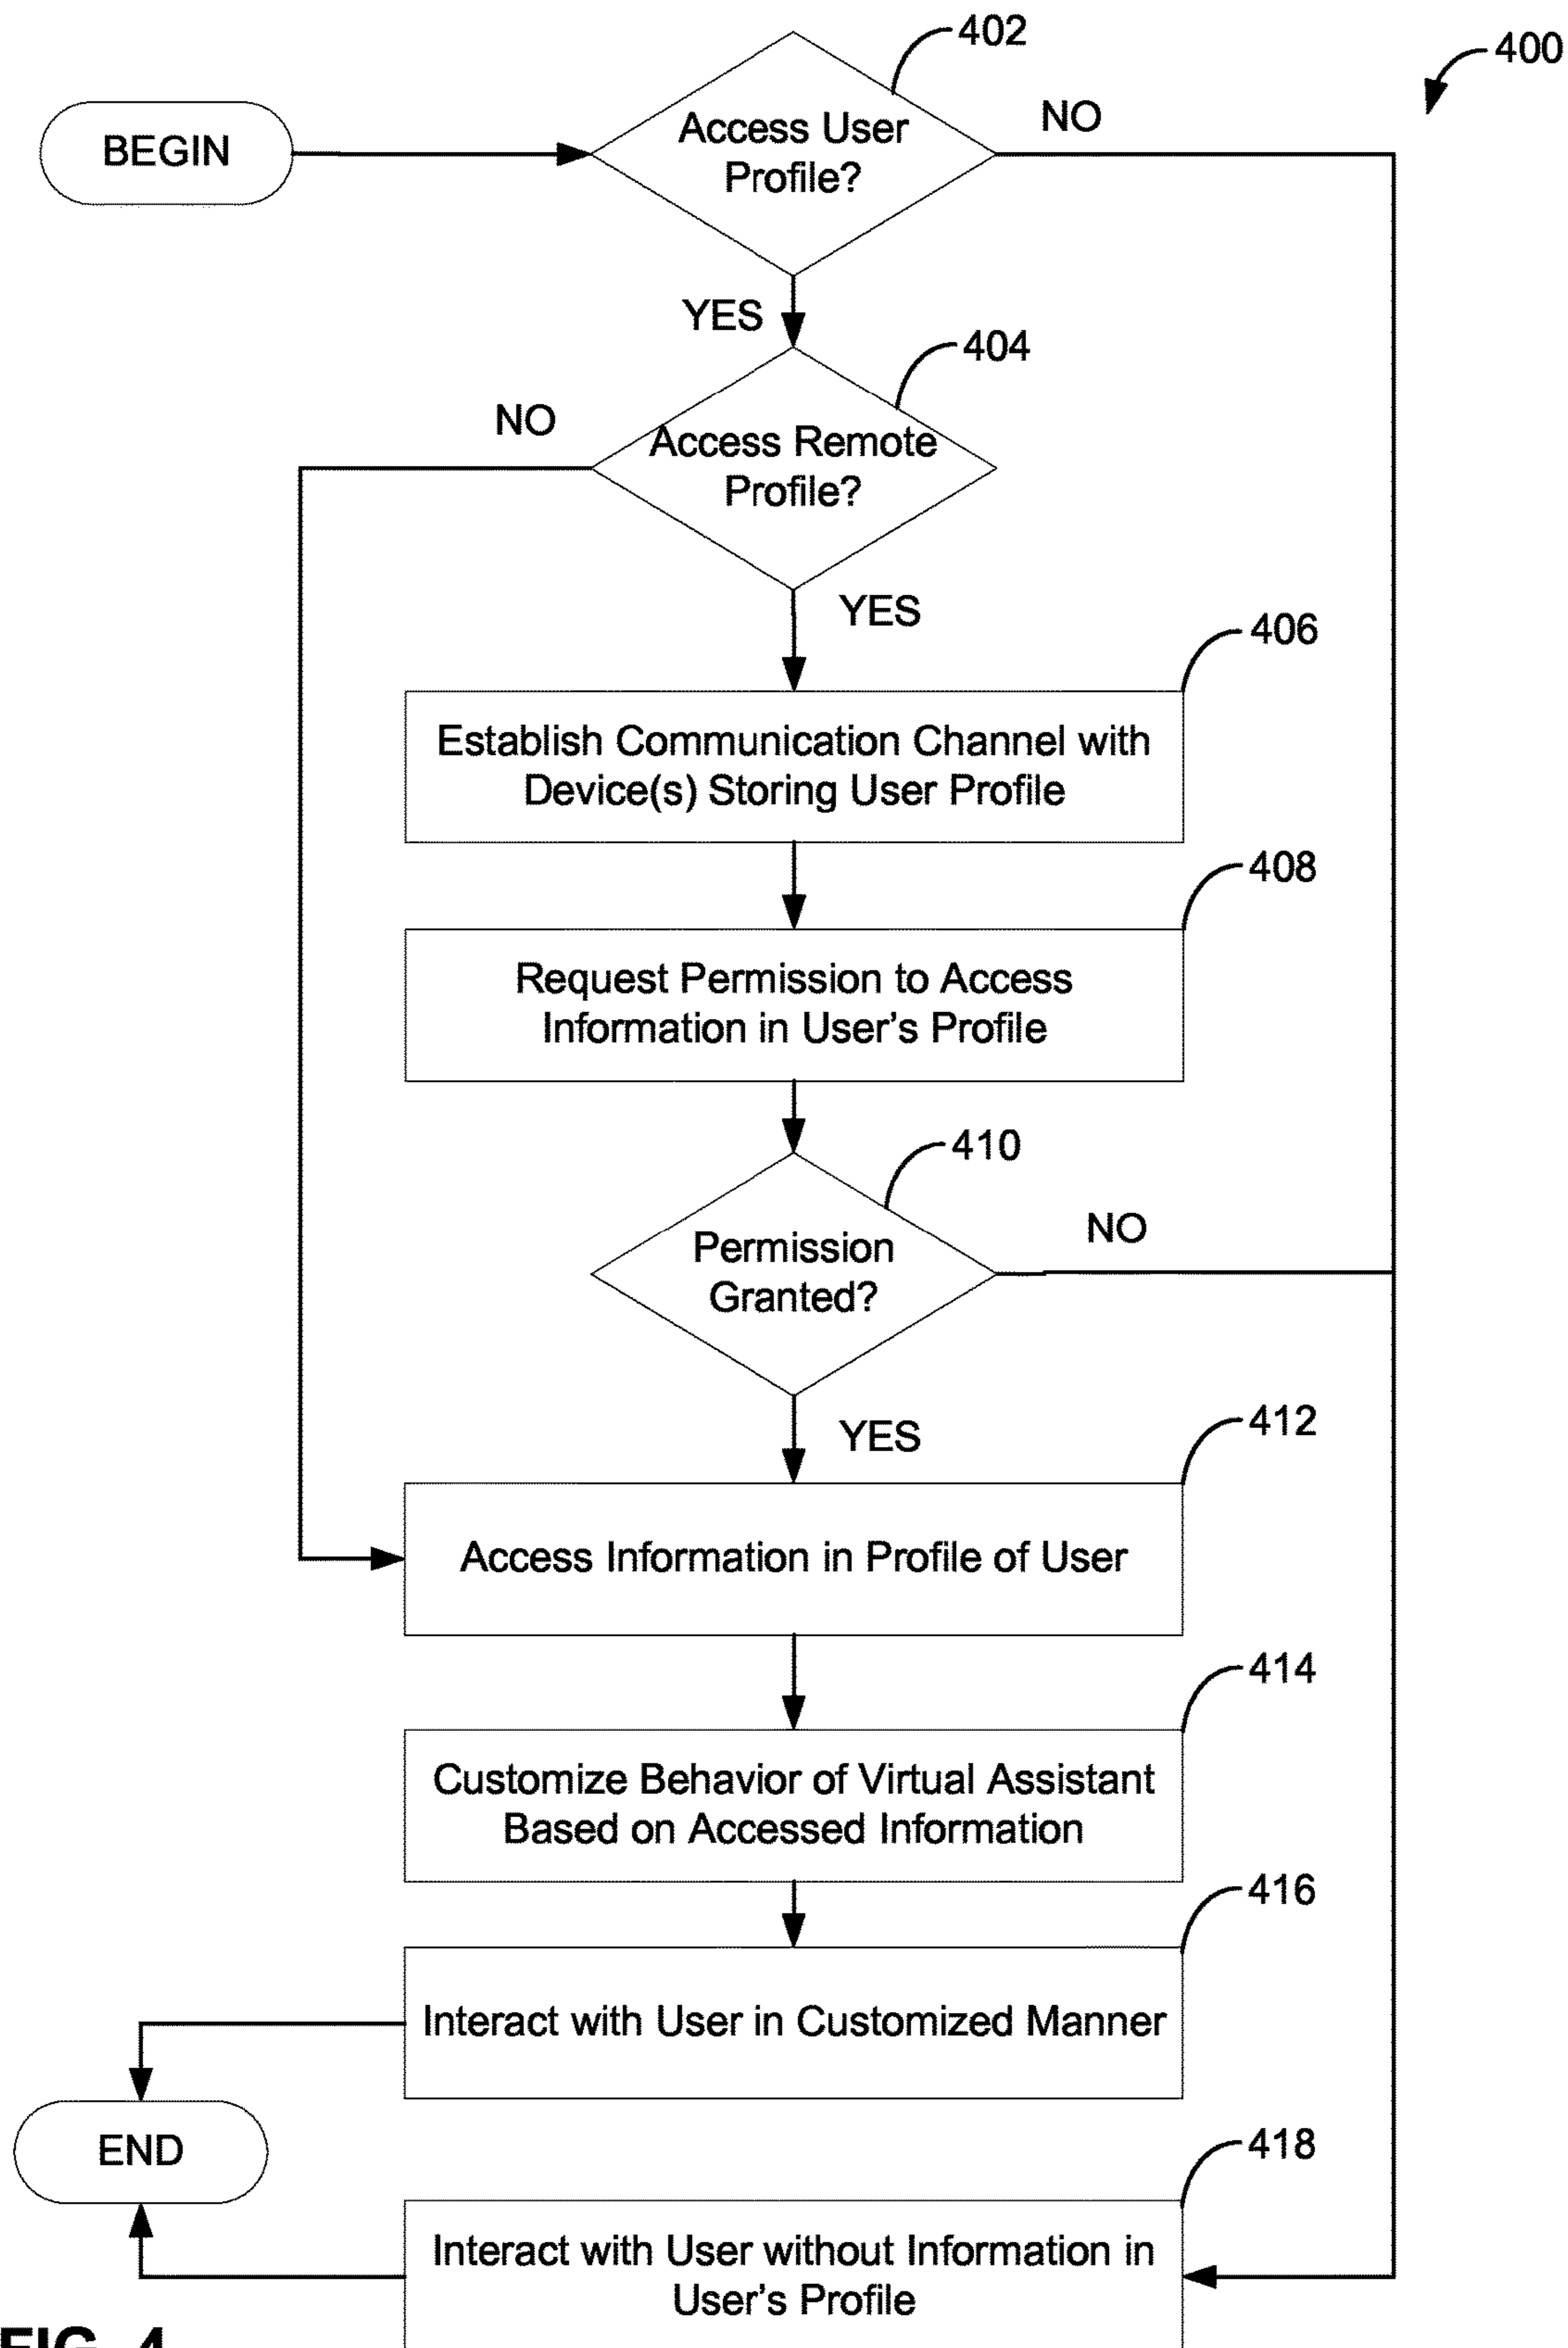 402
400
BEGIN
Access User
Profile?
NO
YES
404
NO
Access Remote
Profile?
YES
406
Establish Communication Channel with
Device(s) Storing User Profile
408
Request Permission to Access
Information in User's Profile
410
Permission
Granted?
NO
YES
412
Access Information in Profile of User
414
Customize Behavior of Virtual Assistant
Based on Accessed Information
416
Interact with User in Customized Manner
END
418
Interact with User without Information in
User's Profile
FIG. 4